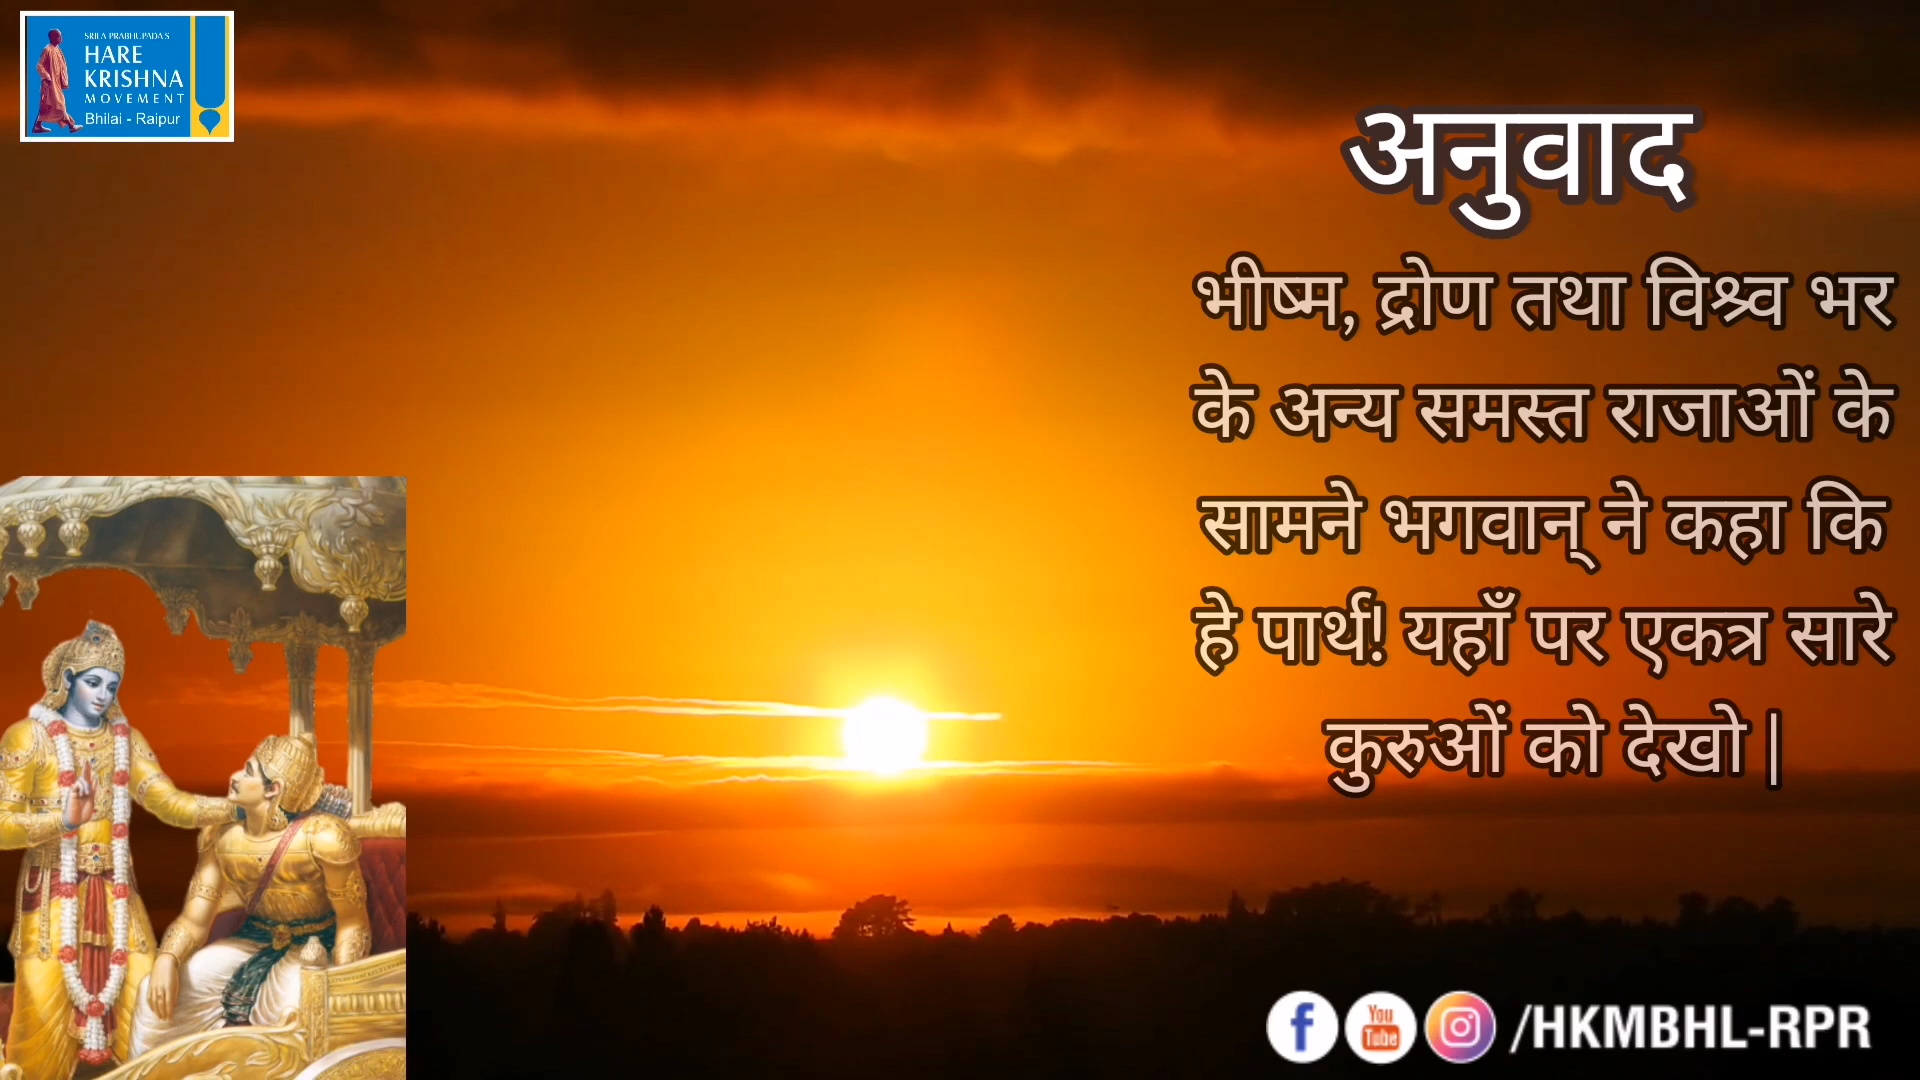 SRILA PRABHUPADA'S
HARE
KRISHNA
MOVEMENT
Bhilai - Raipur
अनुवाद
भीष्म, द्रोण तथा विश्र्व भर
के अन्य समस्त राजाओं के
सामने भगवान् ने कहा कि
हे पार्थ! यहाँ पर एकत्र सारे
कुरुओं को देखो |
f You Tube /HKMBHL-RPR